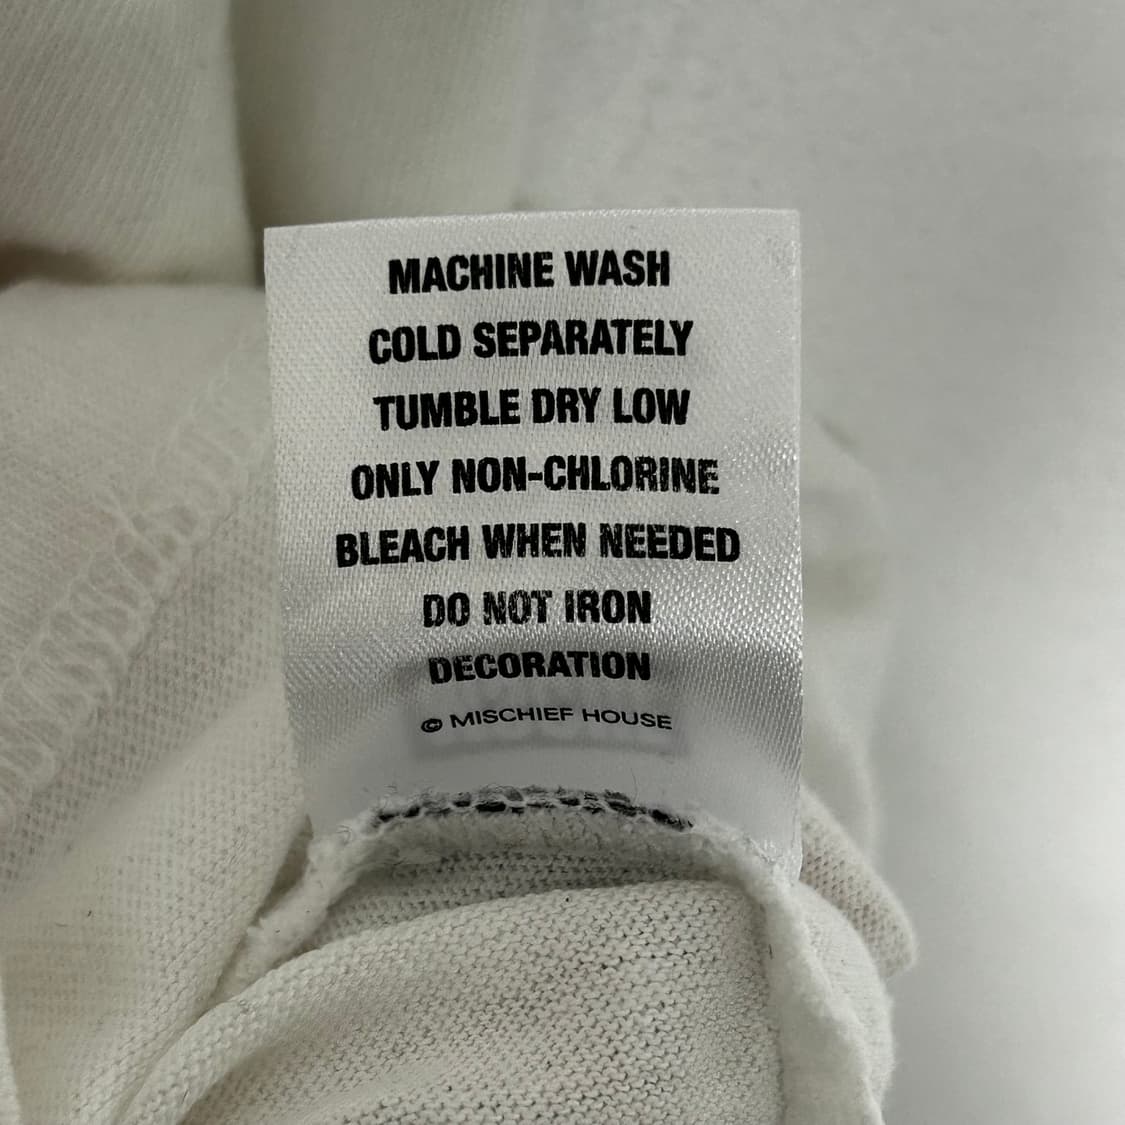 MACHINE WASH
COLD SEPARATELY
TUMBLE DRY LOW
ONLY NON-CHLORINE
BLEACH WHEN NEEDED
DO NOT IRON
DECORATION
© MISCHIEF HOUSE